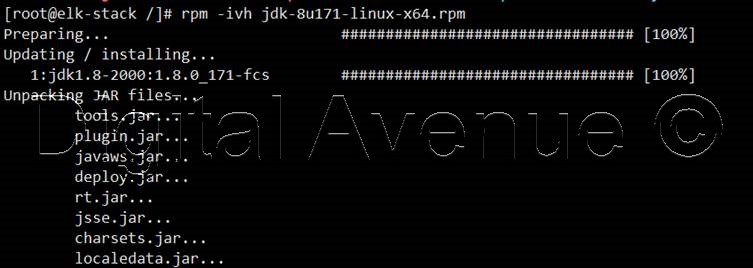 [root@elk-stack /]# rpm -ivh jdk-8u171-linux-x64.rpm
Preparing... ################################# [100%]
Updating / installing...
1:jdk1.8-2000:1.8.0_171-fcs ################################# [100%]
Unpacking JAR files...
tools.jar...
plugin.jar...
javaws.jar...
deploy.jar...
rt.jar...
jsse.jar...
charsets.jar...
localedata.jar...
Digital Avenue ©